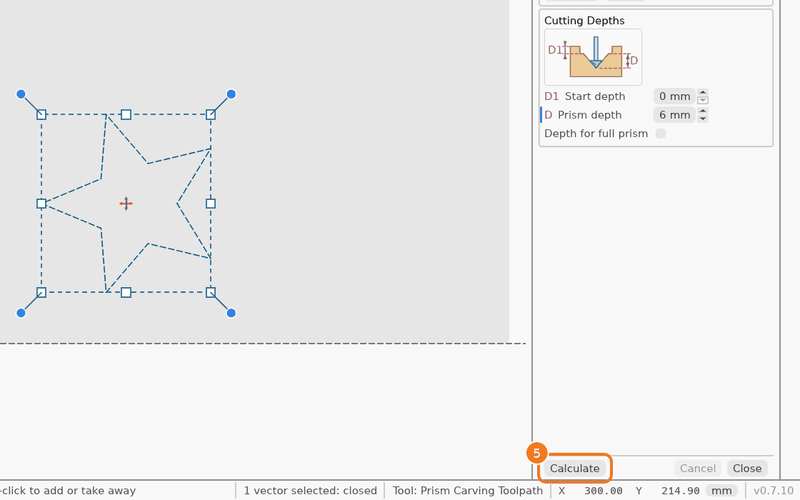 Cutting Depths
D1
D
D1 Start depth 0 mm
D Prism depth 6 mm
Depth for full prism
5
Calculate Cancel Close
-click to add or take away 1 vector selected: closed Tool: Prism Carving Toolpath X 300.00 Y 214.90 mm v0.7.10